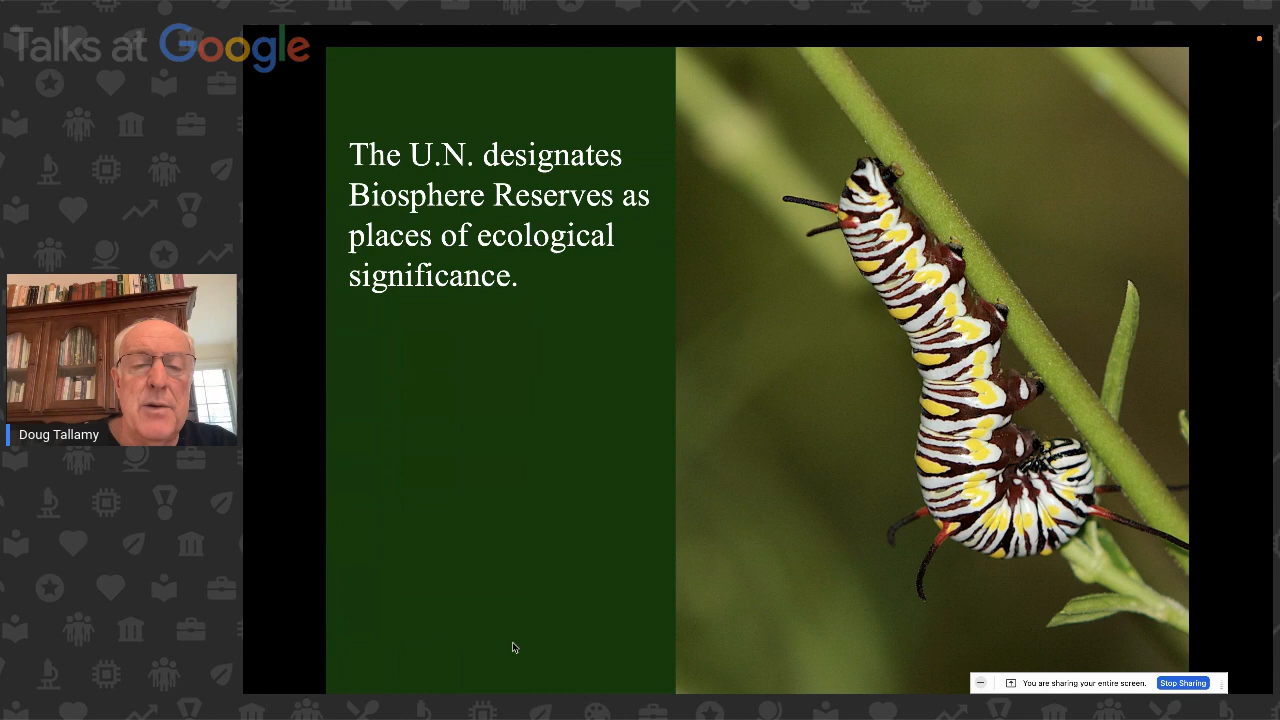 Talks at Google
The U.N. designates
Biosphere Reserves as
places of ecological
significance.
Doug Tallamy
You are sharing your entire screen.
Stop Sharing